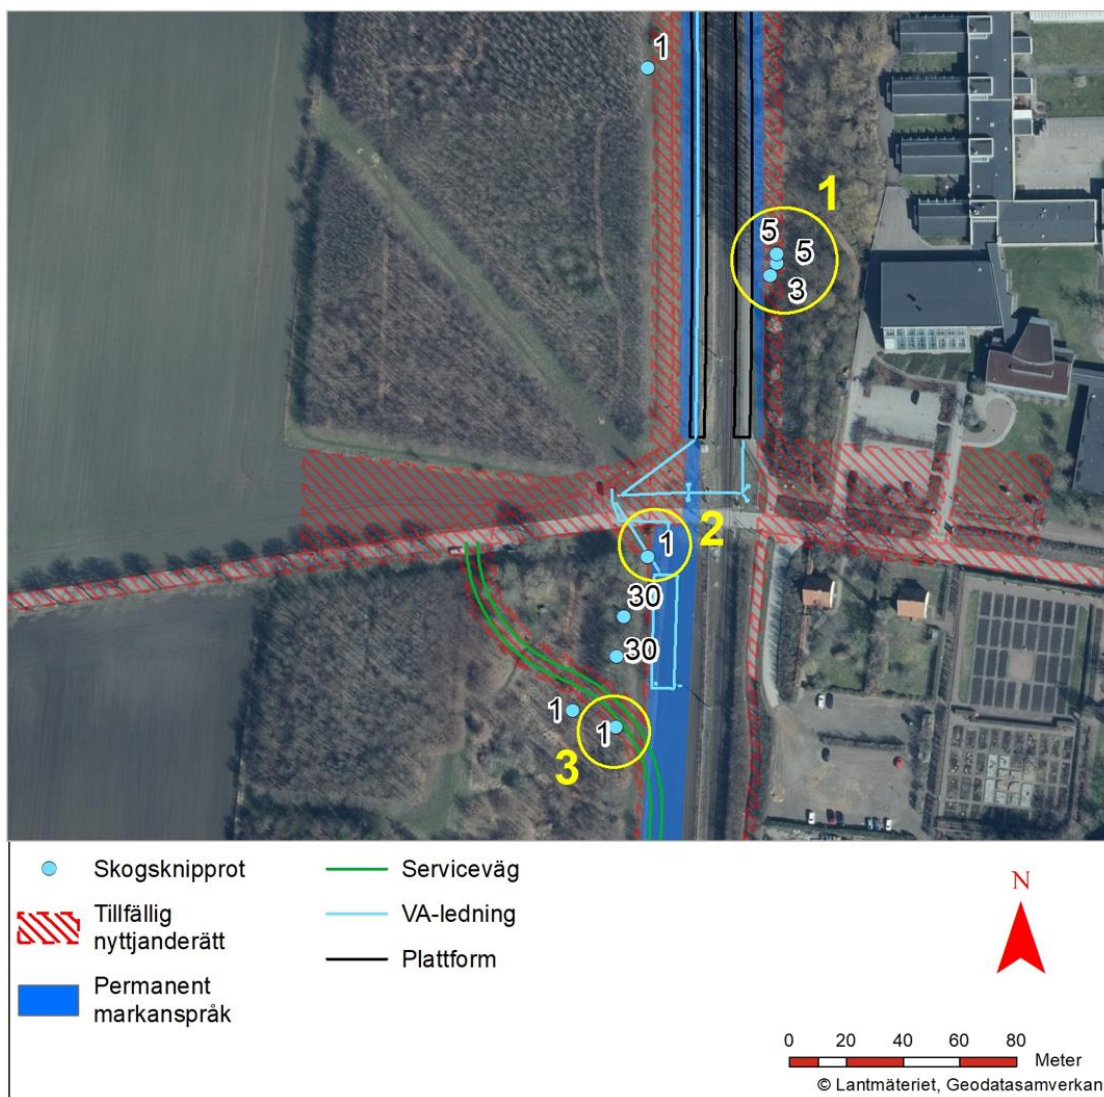 1
1
5
5
3
2
1
30
30
1
1
3
Skogsknipprot
Tillfällig
nyttjanderätt
Permanent
markanspråk
Serviceväg
VA-ledning
Plattform
N
0 20 40 60 80
Meter
© Lantmäteriet, Geodatasamverkan